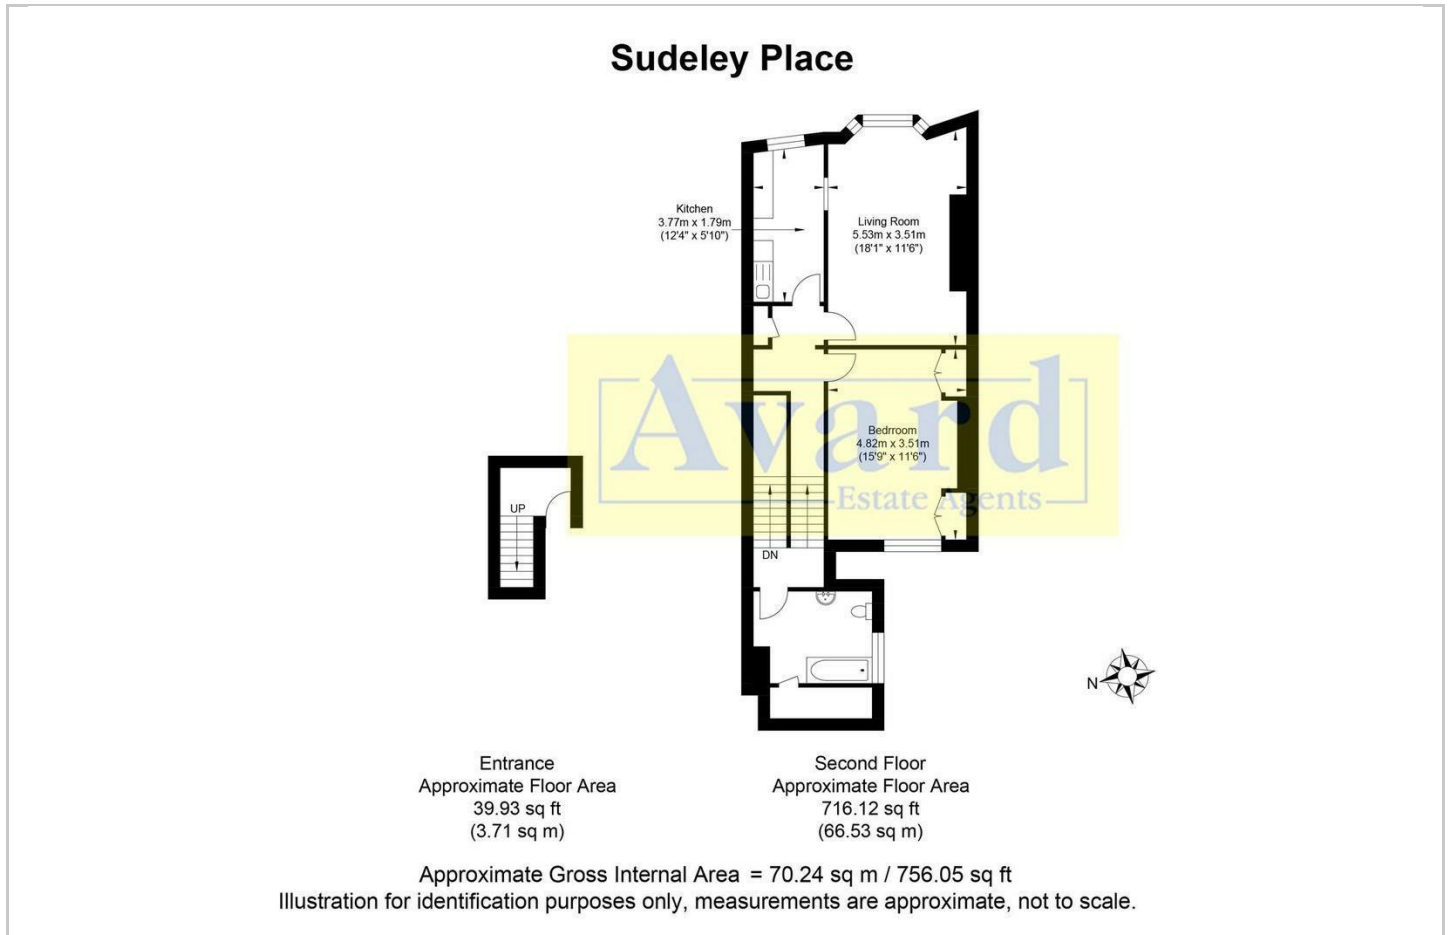 Sudeley Place
Kitchen
3.77m x 1.79m
(12'4" x 5'10")
Living Room
5.53m x 3.51m
(18'1" x 11'6")
Bedrroom
4.82m x 3.51m
(15'9" x 11'6")
Avard
Estate Agents
UP
DN
N
Entrance
Approximate Floor Area
39.93 sq ft
(3.71 sq m)
Second Floor
Approximate Floor Area
716.12 sq ft
(66.53 sq m)
Approximate Gross Internal Area = 70.24 sq m / 756.05 sq ft
Illustration for identification purposes only, measurements are approximate, not to scale.